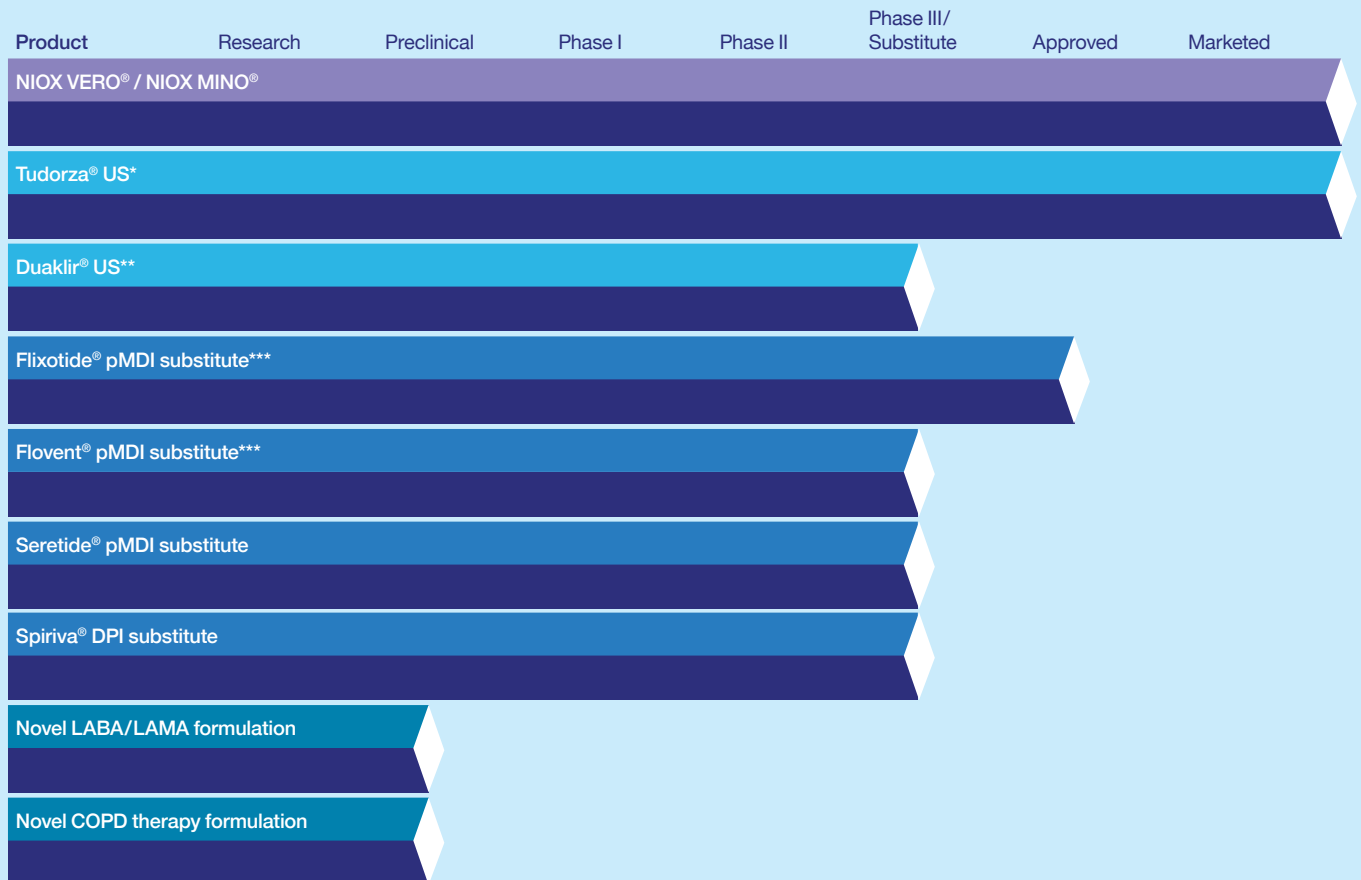 Product Research Preclinical Phase I Phase II Phase III/ Substitute Approved Marketed
NIOX VERO® / NIOX MINO®
Tudorza® US*
Duaklir® US**
Flixotide® pMDI substitute***
Flovent® pMDI substitute***
Seretide® pMDI substitute
Spiriva® DPI substitute
Novel LABA/LAMA formulation
Novel COPD therapy formulation